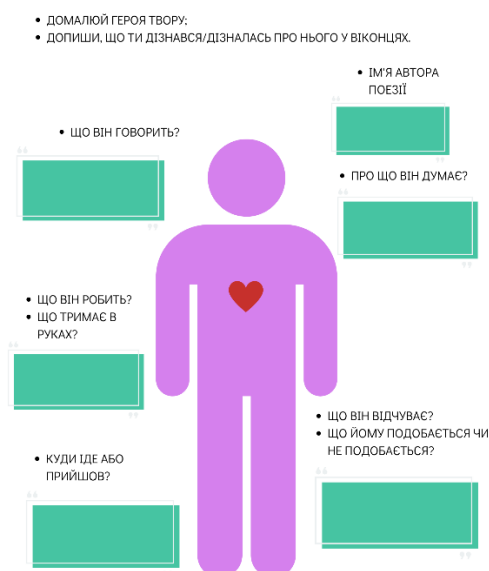 ДОМАЛЮЙ ГЕРОЯ ТВОРУ;
ДОПИШИ, ЩО ТИ ДІЗНАВСЯ/ДІЗНАЛАСЬ ПРО НЬОГО У ВІКОНЦЯХ.
ІМ'Я АВТОРА
ПОЕЗІЇ
ЩО ВІН ГОВОРИТЬ?
ПРО ЩО ВІН ДУМАЄ?
ЩО ВІН РОБИТЬ?
ЩО ТРИМАЄ В
РУКАХ?
ЩО ВІН ВІДЧУВАЄ?
ЩО ЙОМУ ПОДОБАЄТЬСЯ ЧИ
НЕ ПОДОБАЄТЬСЯ?
КУДИ ІДЕ АБО
ПРИЙШОВ?